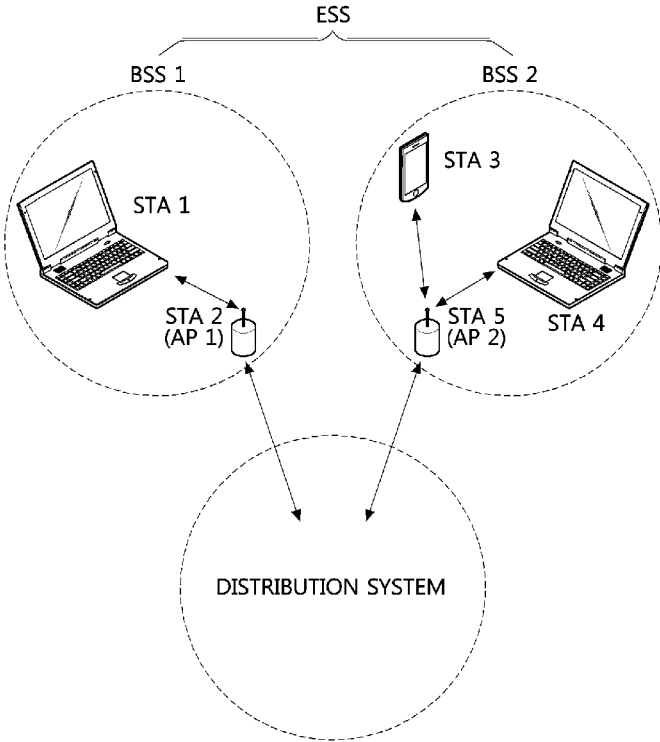 ESS
BSS 1
BSS 2
STA 3
STA 1
STA 2
(AP 1)
STA 5
(AP 2)
STA 4
DISTRIBUTION SYSTEM